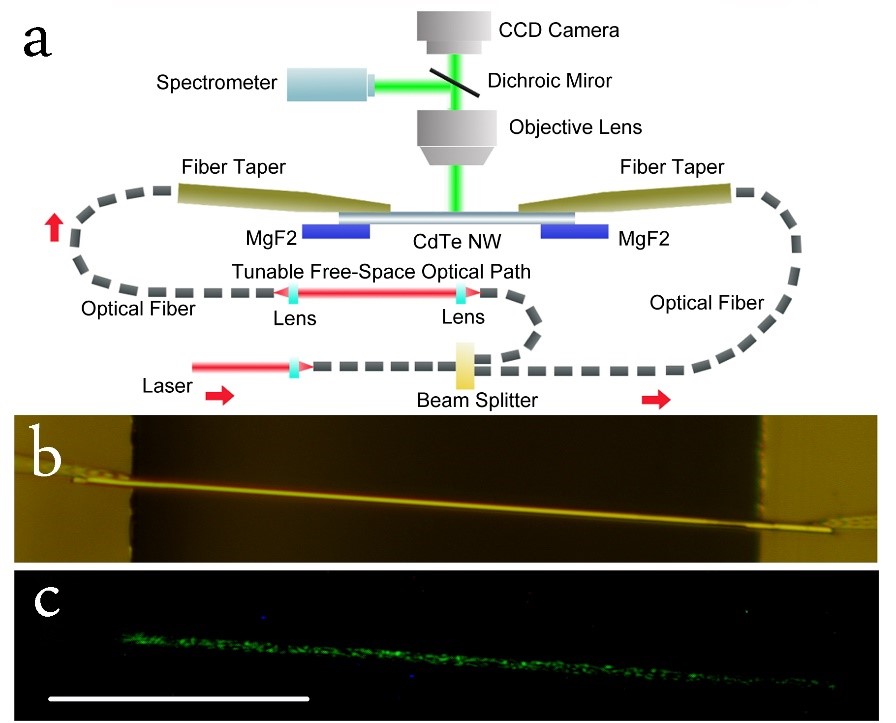 a
CCD Camera
Spectrometer
Dichroic Miror
Objective Lens
Fiber Taper
Fiber Taper
MgF2
CdTe NW
MgF2
Tunable Free-Space Optical Path
Optical Fiber
Lens
Lens
Optical Fiber
Laser
Beam Splitter
b
c